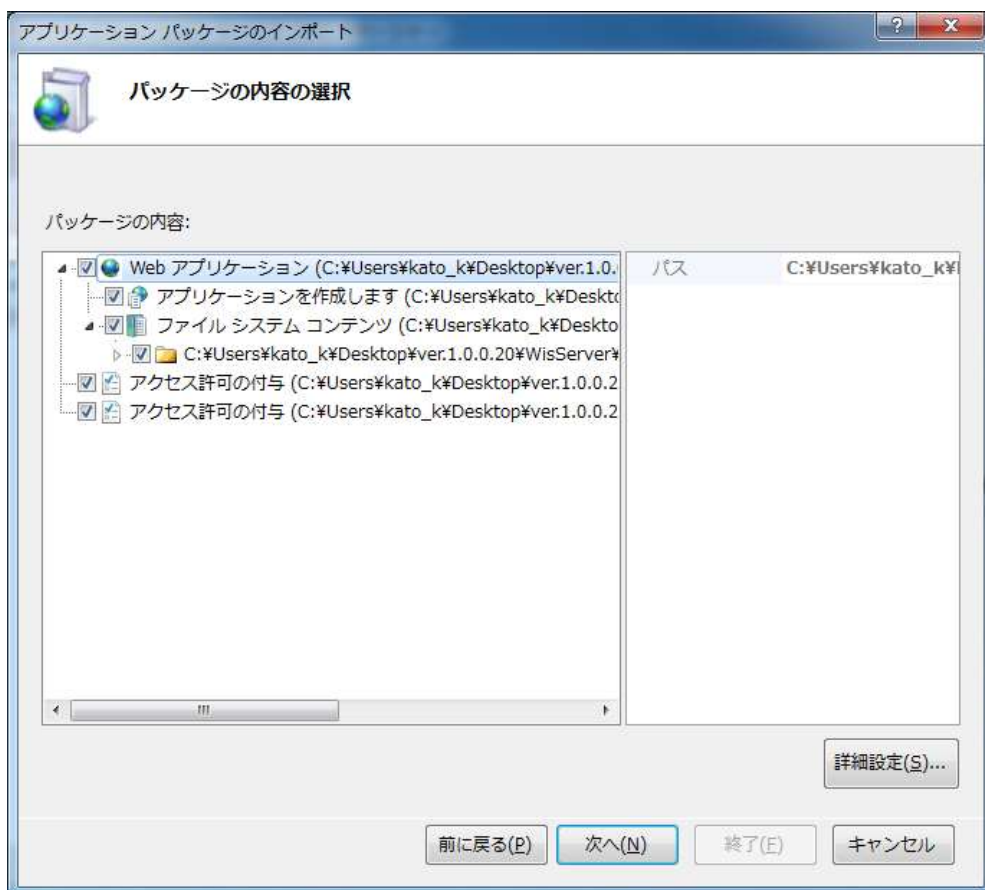 アプリケーション パッケージのインポート
パッケージの内容の選択
パッケージの内容:
Web アプリケーション (C:¥Users¥kato_k¥Desktop¥ver.1.0.
アプリケーションを作成します (C:¥Users¥kato_k¥Deskto
ファイル システム コンテンツ (C:¥Users¥kato_k¥Deskto
C:¥Users¥kato_k¥Desktop¥ver.1.0.0.20¥WisServer¥
アクセス許可の付与 (C:¥Users¥kato_k¥Desktop¥ver.1.0.0.2
アクセス許可の付与 (C:¥Users¥kato_k¥Desktop¥ver.1.0.0.2
パス C:¥Users¥kato_k¥
詳細設定(S)...
前に戻る(P) 次へ(N) 終了(F) キャンセル